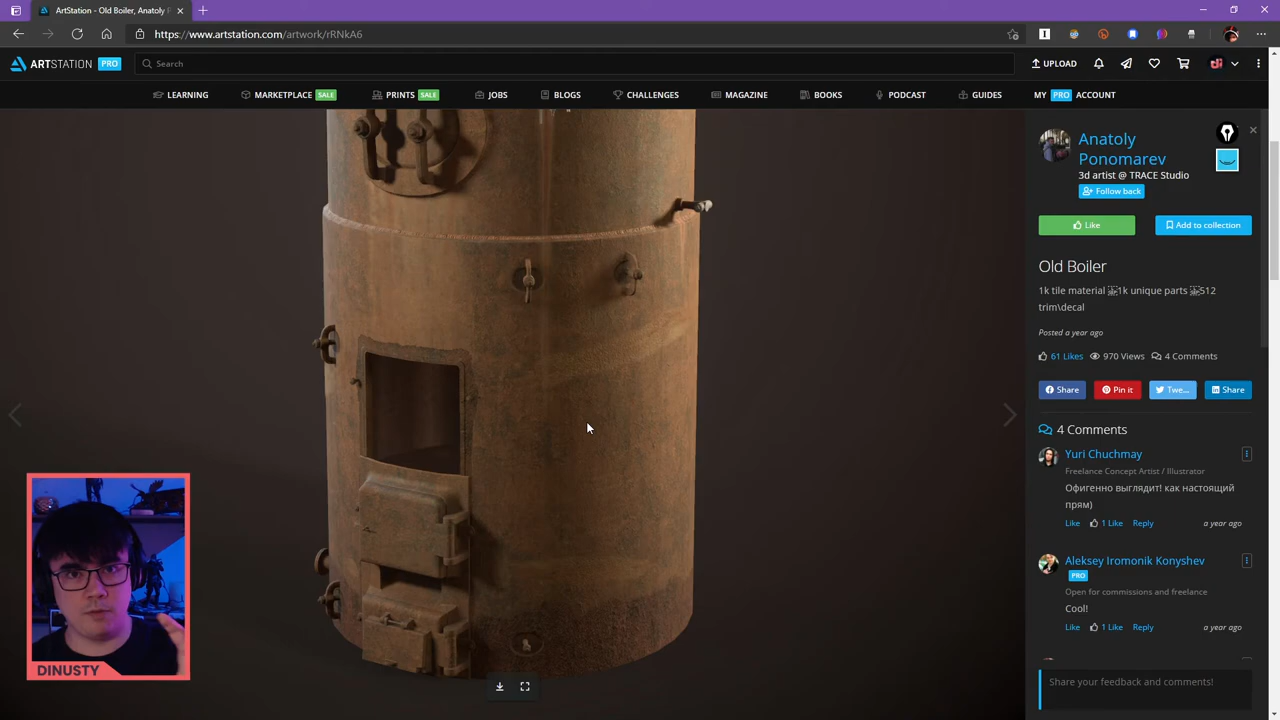 ArtStation - Old Boiler, Anatoly P
https://www.artstation.com/artwork/rRNkA6
ARTSTATION PRO
Search
UPLOAD
LEARNING
MARKETPLACE SALE
PRINTS SALE
JOBS
BLOGS
CHALLENGES
MAGAZINE
BOOKS
PODCAST
GUIDES
MY PRO ACCOUNT
Anatoly
Ponomarev
3d artist @ TRACE Studio
Follow back
Like
Add to collection
Old Boiler
1k tile material ￼1k unique parts ￼512
trim\decal
Posted a year ago
61 Likes 970 Views 4 Comments
Share
Pin it
Twe...
Share
4 Comments
Yuri Chuchmay
Freelance Concept Artist / Illustrator
Офигенно выглядит! как настоящий
прям)
Like 1 Like Reply a year ago
Aleksey Iromonik Konyshev
PRO
Open for commissions and freelance
Cool!
Like 1 Like Reply a year ago
Share your feedback and comments!
DINUSTY